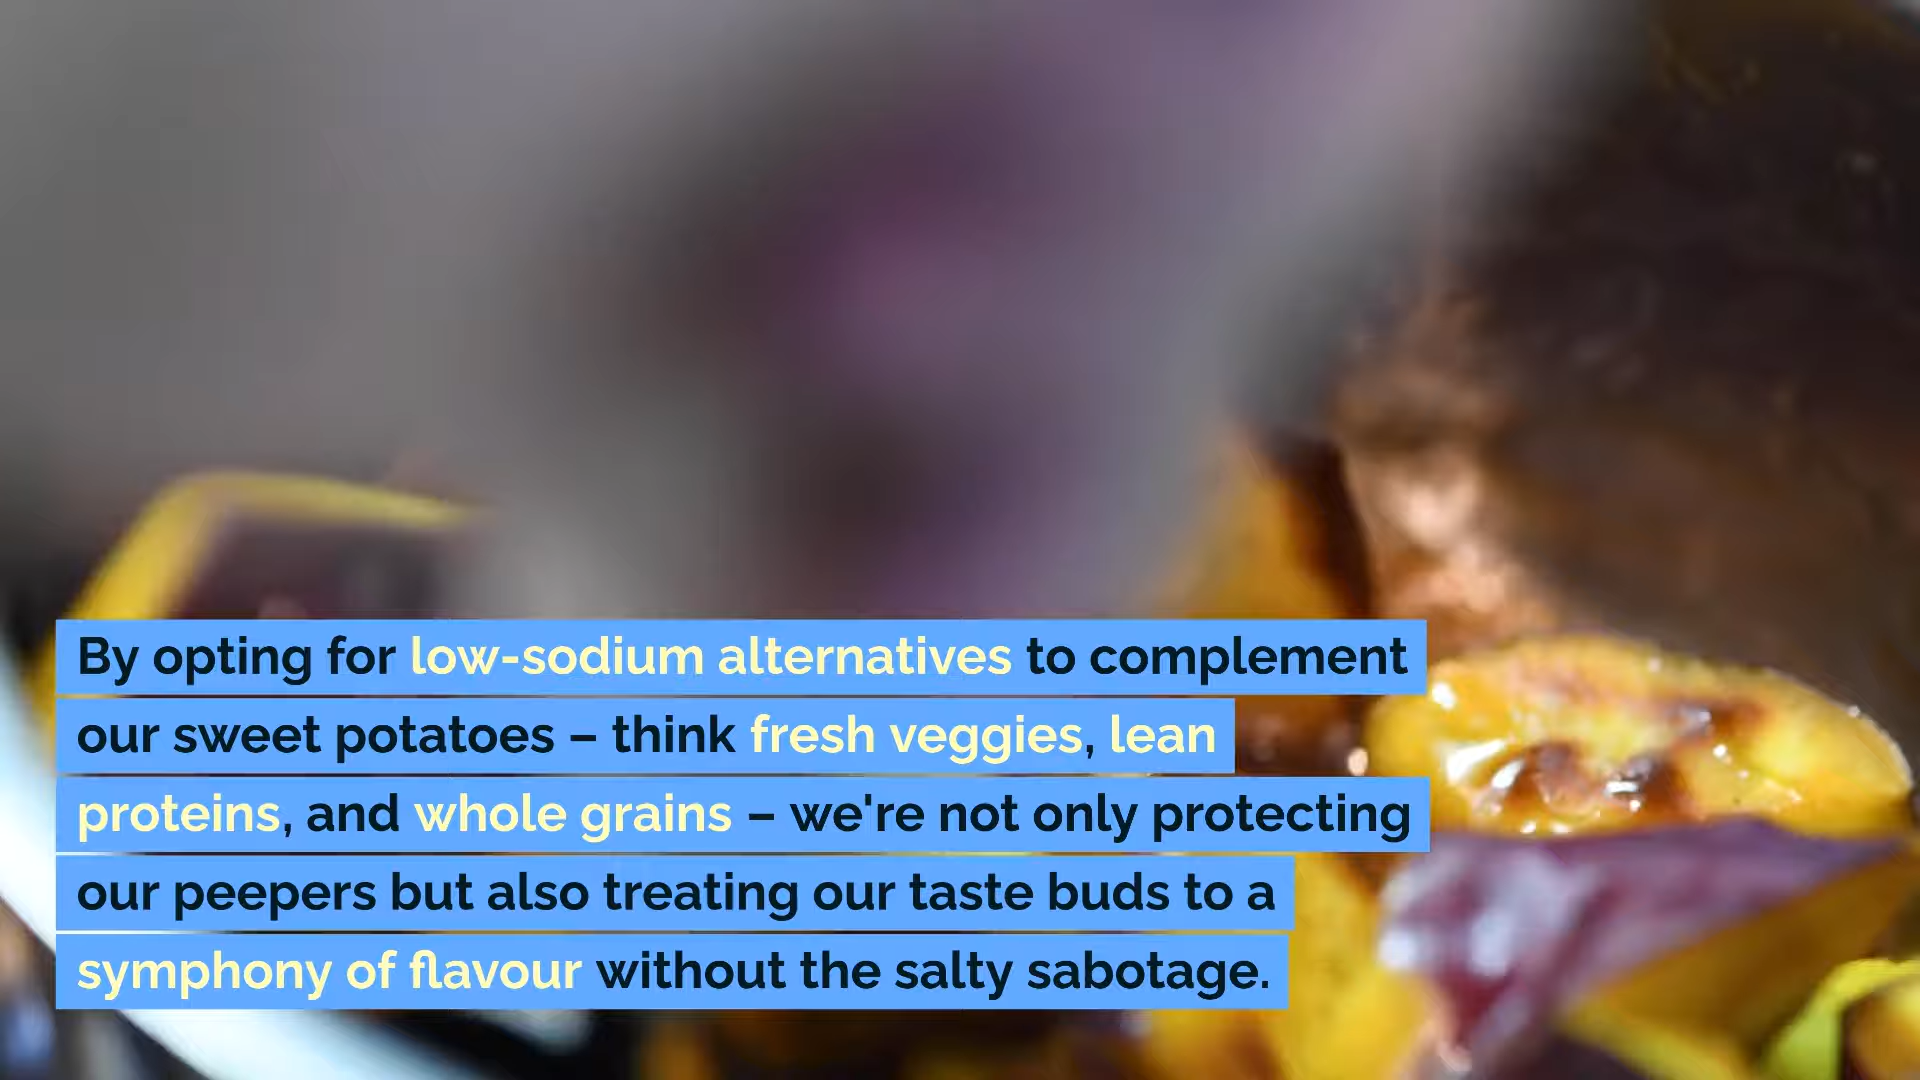 By opting for low-sodium alternatives to complement
our sweet potatoes – think fresh veggies, lean
proteins, and whole grains – we're not only protecting
our peepers but also treating our taste buds to a
symphony of flavour without the salty sabotage.